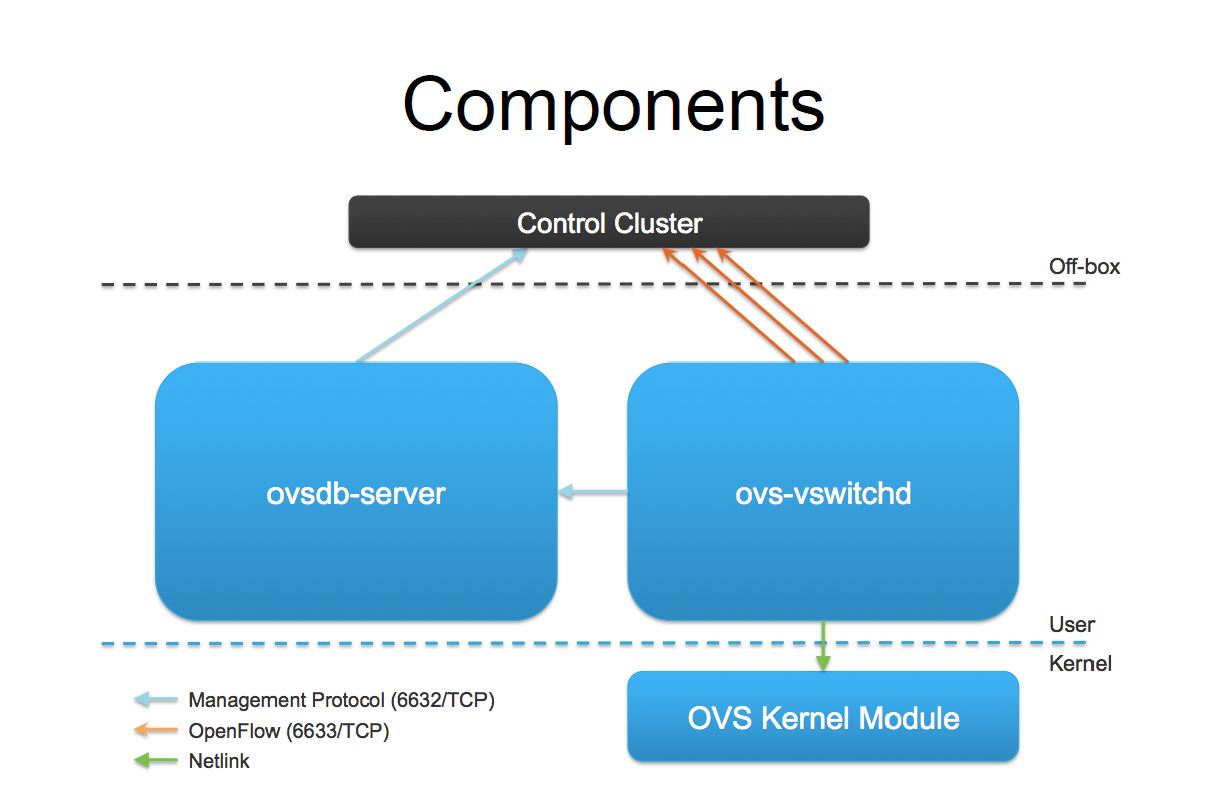 Components
Control Cluster
Off-box
ovsdb-server
ovs-vswitchd
User
Kernel
Management Protocol (6632/TCP)
OpenFlow (6633/TCP)
Netlink
OVS Kernel Module